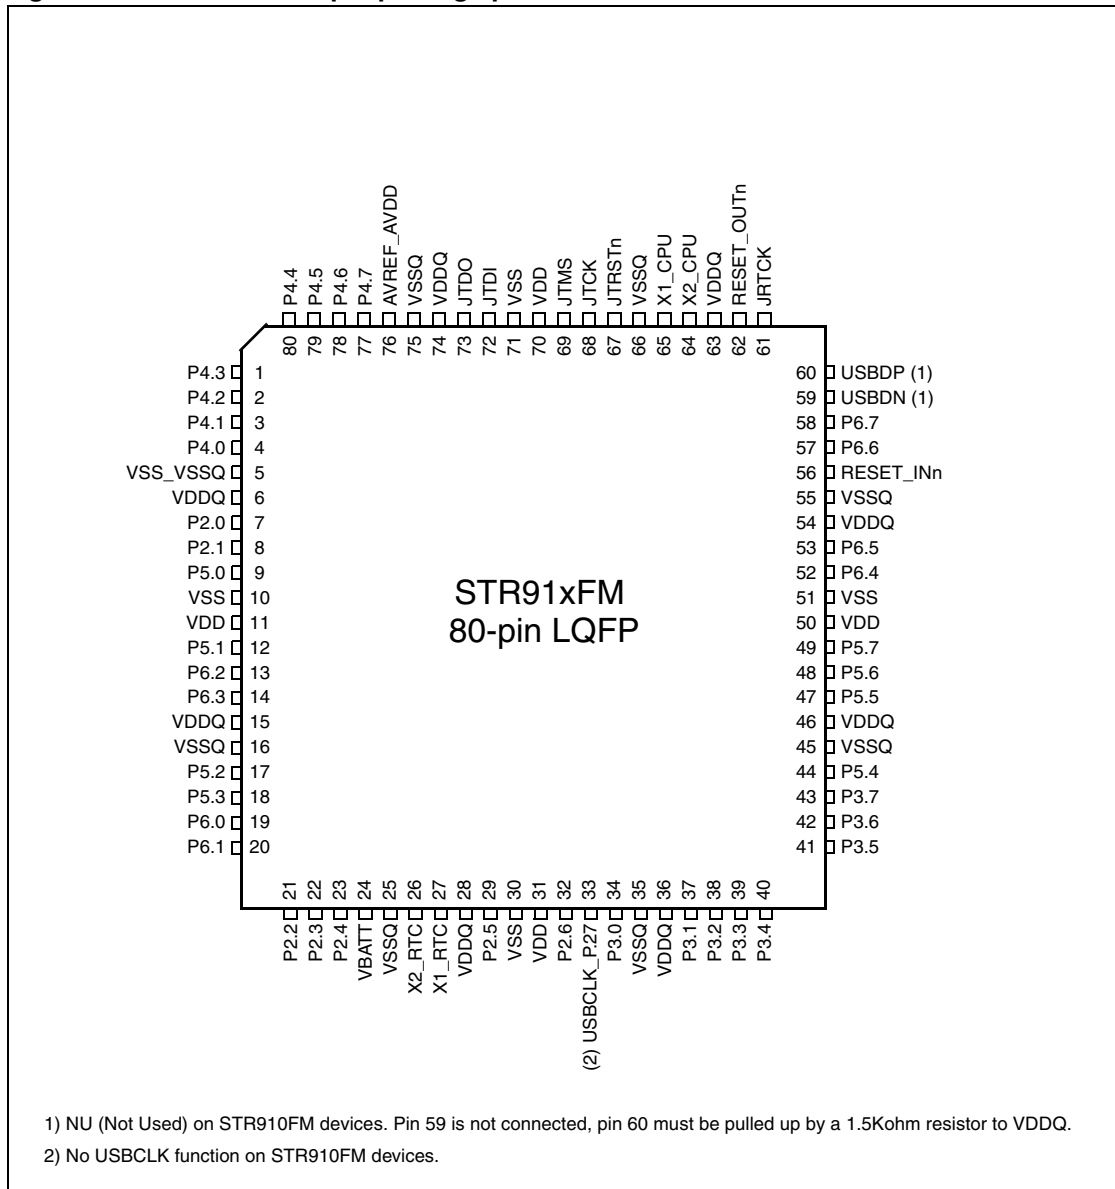 P4.4
P4.5
P4.6
P4.7
AVREF_AVDD
VSSQ
VDDQ
JTDO
JTDI
VSS
VDD
JTMS
JTCK
JTRSTn
VSSQ
X1_CPU
X2_CPU
VDDQ
RESET_OUTn
JRTCK
80
79
78
77
76
75
74
73
72
71
70
69
68
67
66
65
64
63
62
61
P4.3 1
P4.2 2
P4.1 3
P4.0 4
VSS_VSSQ 5
VDDQ 6
P2.0 7
P2.1 8
P5.0 9
VSS 10
VDD 11
P5.1 12
P6.2 13
P6.3 14
VDDQ 15
VSSQ 16
P5.2 17
P5.3 18
P6.0 19
P6.1 20
STR91xFM
80-pin LQFP
60 USBDP (1)
59 USBDN (1)
58 P6.7
57 P6.6
56 RESET_INn
55 VSSQ
54 VDDQ
53 P6.5
52 P6.4
51 VSS
50 VDD
49 P5.7
48 P5.6
47 P5.5
46 VDDQ
45 VSSQ
44 P5.4
43 P3.7
42 P3.6
41 P3.5
21
22
23
24
25
26
27
28
29
30
31
32
33
34
35
36
37
38
39
40
P2.2
P2.3
P2.4
VBATT
VSSQ
X2_RTC
X1_RTC
VDDQ
P2.5
VSS
VDD
P2.6
(2) USBCLK_P2.7
P3.0
VSSQ
VDDQ
P3.1
P3.2
P3.3
P3.4
1) NU (Not Used) on STR910FM devices. Pin 59 is not connected, pin 60 must be pulled up by a 1.5Kohm resistor to VDDQ.
2) No USBCLK function on STR910FM devices.